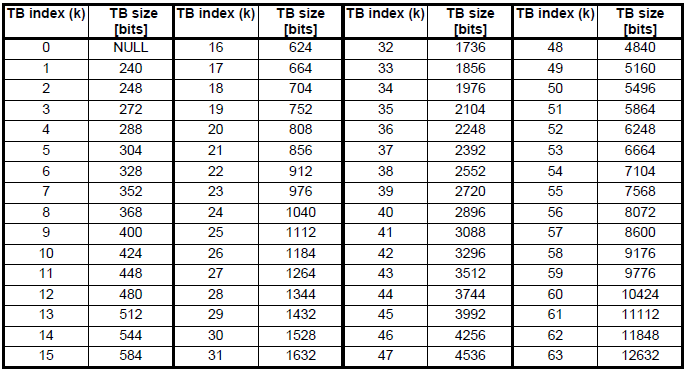 TB index (k) TB size [bits] TB index (k) TB size [bits] TB index (k) TB size [bits] TB index (k) TB size [bits]
0 NULL 16 624 32 1736 48 4840
1 240 17 664 33 1856 49 5160
2 248 18 704 34 1976 50 5496
3 272 19 752 35 2104 51 5864
4 288 20 808 36 2248 52 6248
5 304 21 856 37 2392 53 6664
6 328 22 912 38 2552 54 7104
7 352 23 976 39 2720 55 7568
8 368 24 1040 40 2896 56 8072
9 400 25 1112 41 3088 57 8600
10 424 26 1184 42 3296 58 9176
11 448 27 1264 43 3512 59 9776
12 480 28 1344 44 3744 60 10424
13 512 29 1432 45 3992 61 11112
14 544 30 1528 46 4256 62 11848
15 584 31 1632 47 4536 63 12632